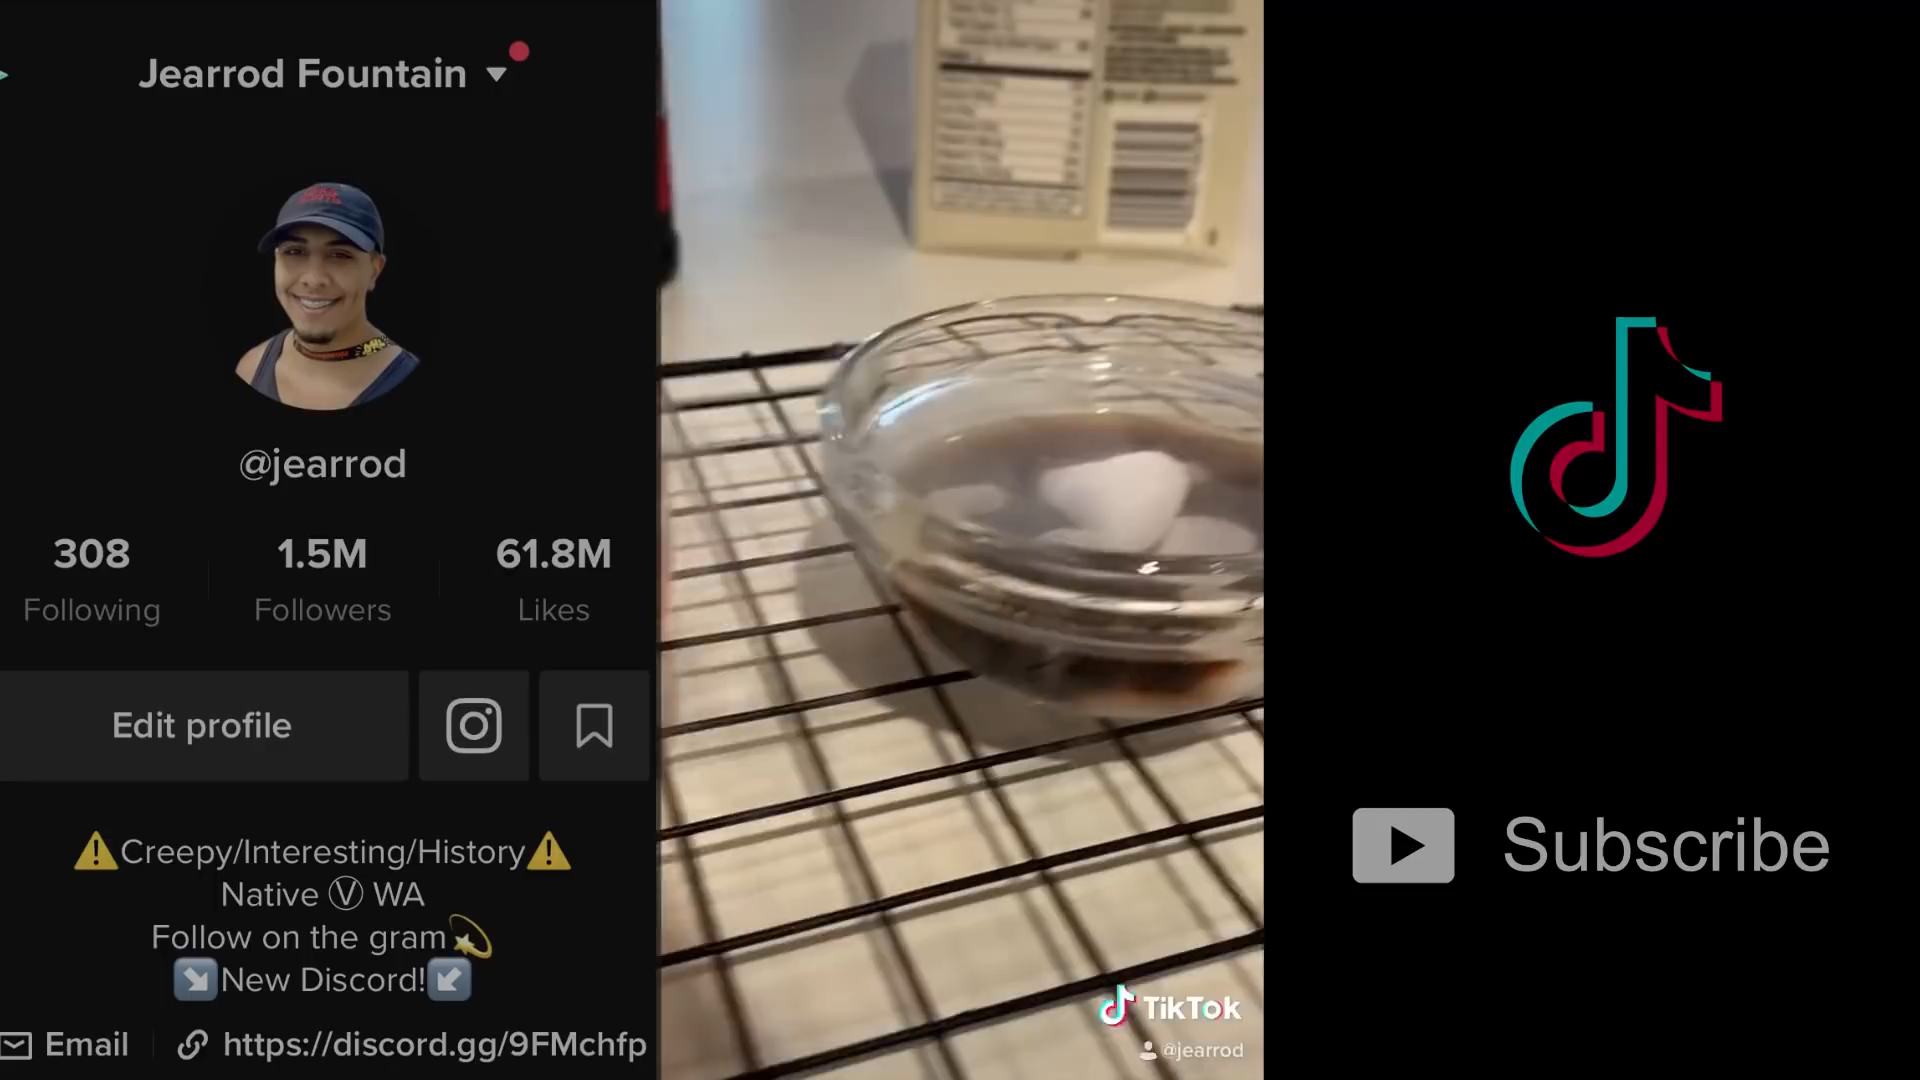 Jearrod Fountain
@jearrod
308
Following
1.5M
Followers
61.8M
Likes
Edit profile
⚠️Creepy/Interesting/History⚠️
Native Ⓥ WA
Follow on the gram💫
↘️New Discord!↙️
Email
https://discord.gg/9FMchfp
TikTok
@jearrod
Subscribe